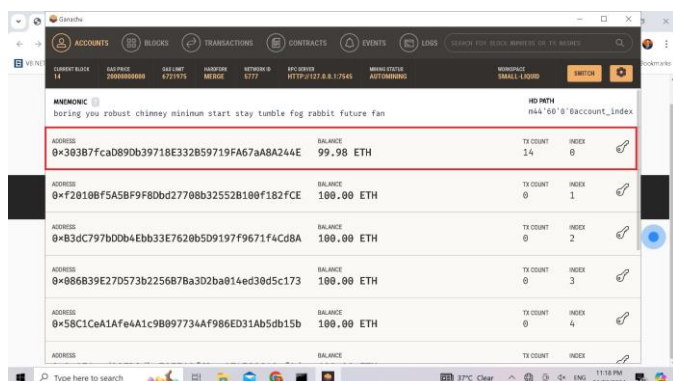 Ganache
ACCOUNTS BLOCKS TRANSACTIONS CONTRACTS EVENTS LOGS SEARCH FOR BLOCK NUMBERS OR TX HASHES
CURRENT BLOCK GAS PRICE GAS LIMIT HARDFORK NETWORK ID RPC SERVER MINING STATUS WORKSPACE
14 20000000000 6721975 MERGE 5777 HTTP://127.0.0.1:7545 AUTOMINING SMALL-LIQUID SWITCH
MNEMONIC HD PATH
boring you robust chimney minimum start stay tumble fog rabbit future fan m44'60'0'0account_index
ADDRESS BALANCE TX COUNT INDEX
0×303B7fcaD89Db39718E332B59719FA67aA8A244E 99.98 ETH 14 0
ADDRESS BALANCE TX COUNT INDEX
0×f2010Bf5A5BF9F8Dbd27708b32552B100f182fCE 100.00 ETH 0 1
ADDRESS BALANCE TX COUNT INDEX
0×B3dC797bDDb4Ebb33E7620b5D9197f9671f4Cd8A 100.00 ETH 0 2
ADDRESS BALANCE TX COUNT INDEX
0×086B39E27D573b2256B7Ba3D2ba014ed30d5c173 100.00 ETH 0 3
ADDRESS BALANCE TX COUNT INDEX
0×58C1CeA1Afe4A1c9B097734Af986ED31Ab5db15b 100.00 ETH 0 4
ADDRESS BALANCE TX COUNT INDEX
Type here to search 37°C Clear ENG 11:18 PM